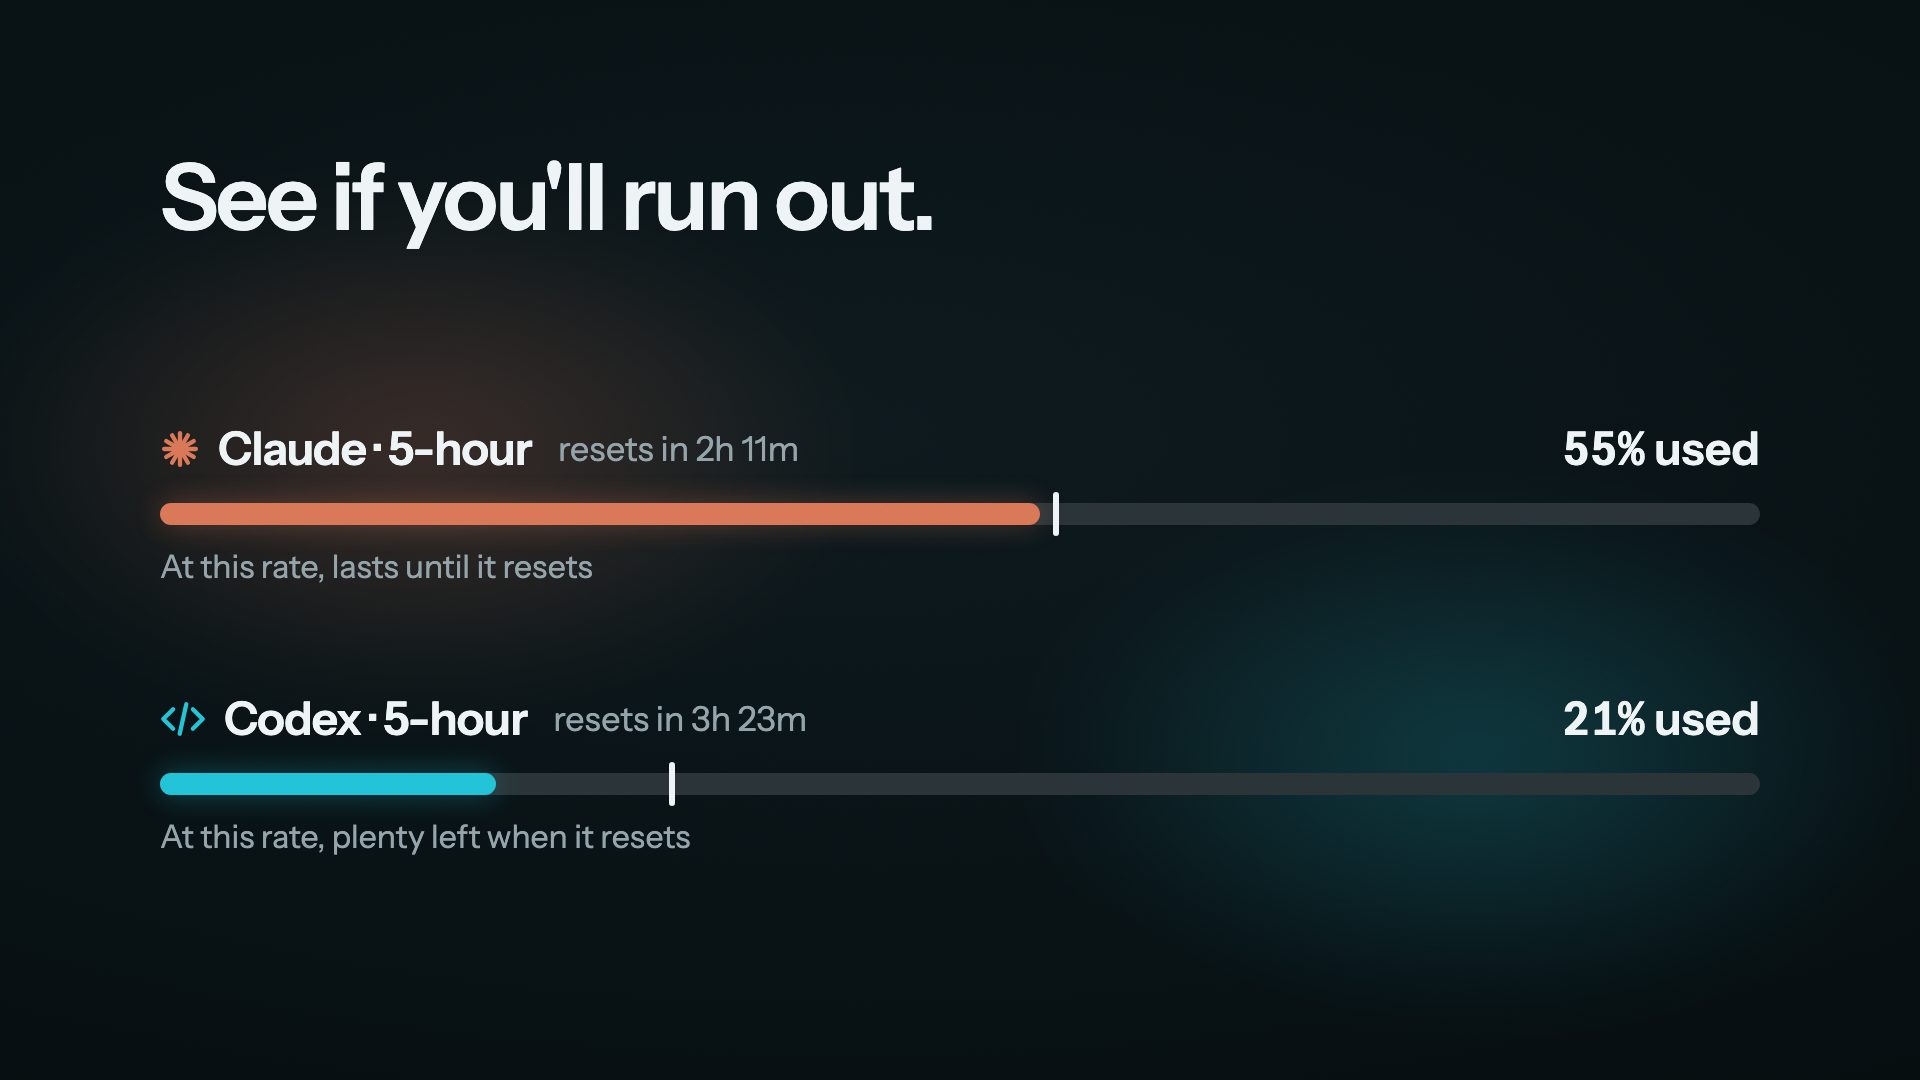 See if you'll run out.
Claude · 5-hour resets in 2h 11m 55% used
At this rate, lasts until it resets
Codex · 5-hour resets in 3h 23m 21% used
At this rate, plenty left when it resets